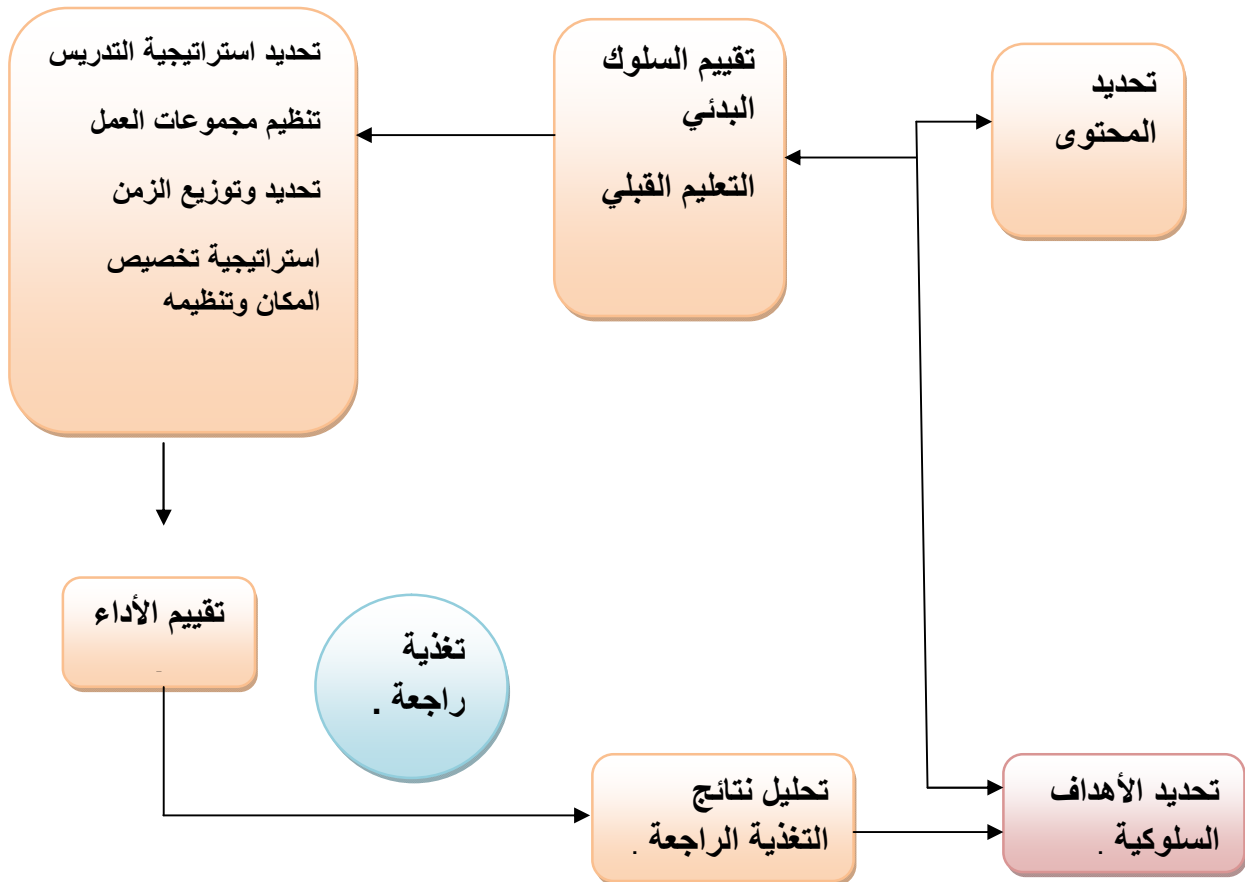 تحديد
المحتوى
تقييم السلوك
البدئي
التعليم القبلي
تحديد استراتيجية التدريس
تنظيم مجموعات العمل
تحديد وتوزيع الزمن
استراتيجية تخصيص
المكان وتنظيمه
تقييم الأداء
تغذية
راجعة .
تحليل نتائج
التغذية الراجعة .
تحديد الأهداف
السلوكية .